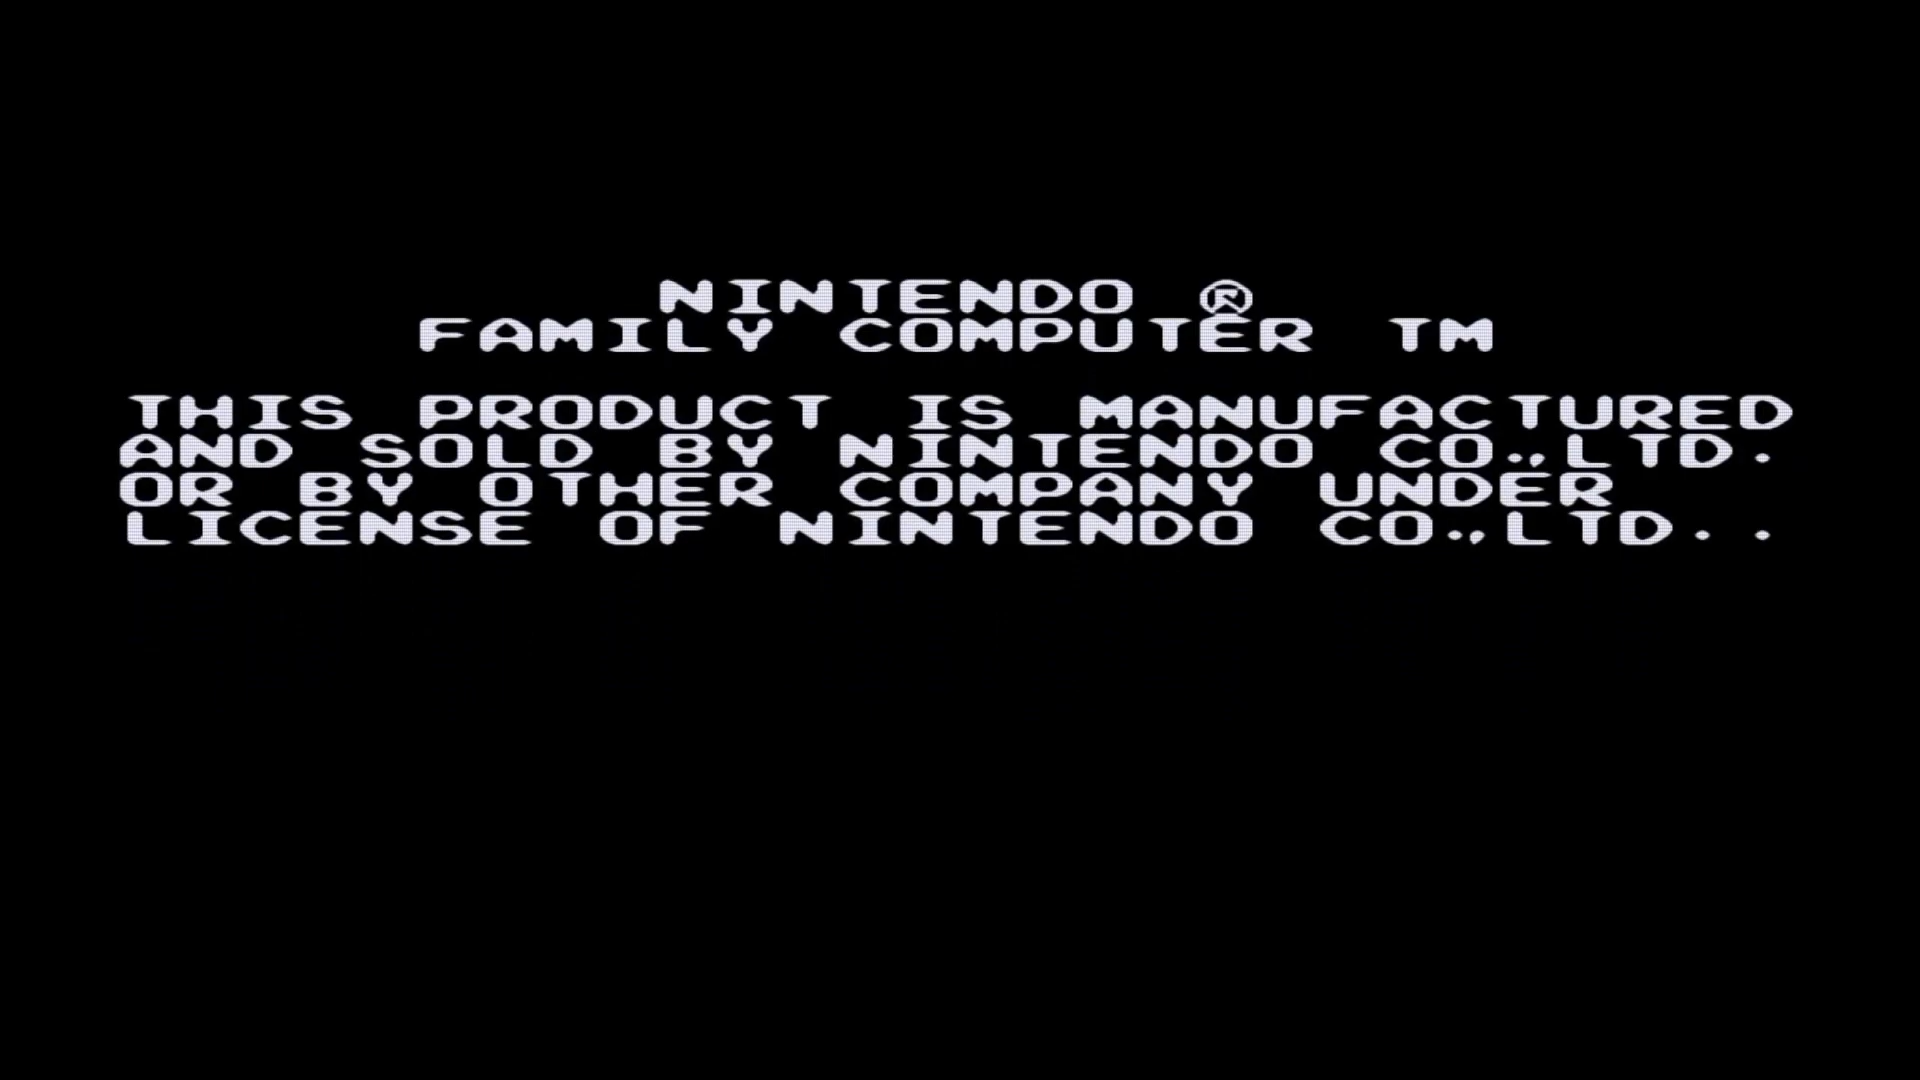 NINTENDO ®
FAMILY COMPUTER TM
THIS PRODUCT IS MANUFACTURED
AND SOLD BY NINTENDO CO.,LTD.
OR BY OTHER COMPANY UNDER
LICENSE OF NINTENDO CO.,LTD..